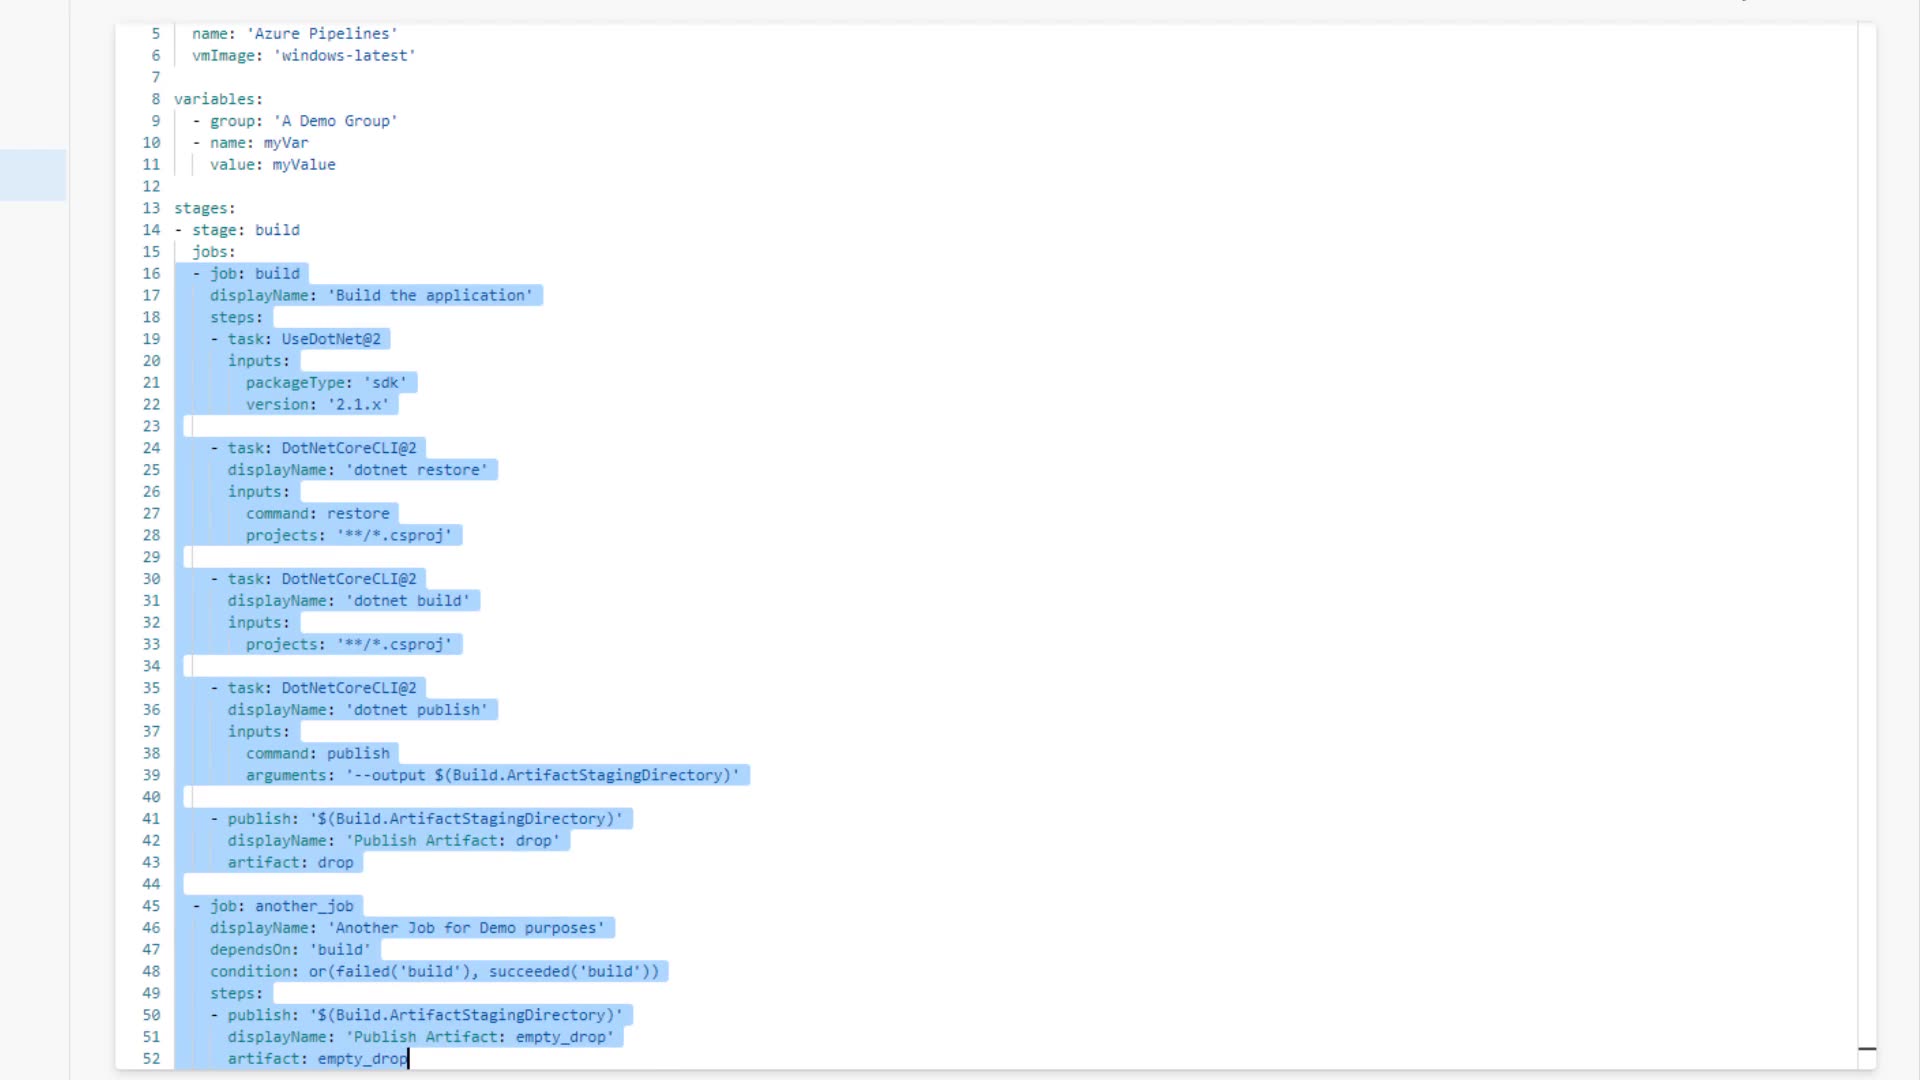 5 name: 'Azure Pipelines'
6 vmImage: 'windows-latest'
7
8 variables:
9 - group: 'A Demo Group'
10 - name: myVar
11 value: myValue
12
13 stages:
14 - stage: build
15 jobs:
16 - job: build
17 displayName: 'Build the application'
18 steps:
19 - task: UseDotNet@2
20 inputs:
21 packageType: 'sdk'
22 version: '2.1.x'
23
24 - task: DotNetCoreCLI@2
25 displayName: 'dotnet restore'
26 inputs:
27 command: restore
28 projects: '**/*.csproj'
29
30 - task: DotNetCoreCLI@2
31 displayName: 'dotnet build'
32 inputs:
33 projects: '**/*.csproj'
34
35 - task: DotNetCoreCLI@2
36 displayName: 'dotnet publish'
37 inputs:
38 command: publish
39 arguments: '--output $(Build.ArtifactStagingDirectory)'
40
41 - publish: '$(Build.ArtifactStagingDirectory)'
42 displayName: 'Publish Artifact: drop'
43 artifact: drop
44
45 - job: another_job
46 displayName: 'Another Job for Demo purposes'
47 dependsOn: 'build'
48 condition: or(failed('build'), succeeded('build'))
49 steps:
50 - publish: '$(Build.ArtifactStagingDirectory)'
51 displayName: 'Publish Artifact: empty_drop'
52 artifact: empty_drop